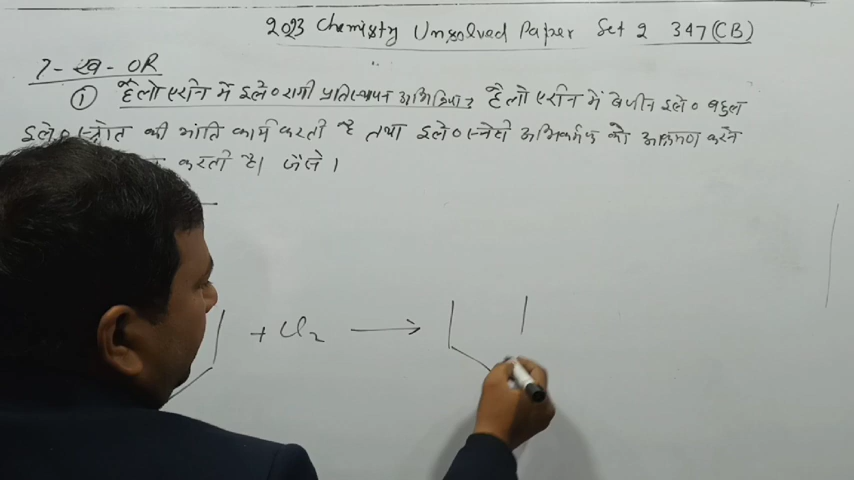 2023 Chemistry Unsolved Paper Set 2 347(CB)
7-ख-OR
① हैलोएरीन में इले०रागी प्रतिस्थापन अभिक्रिया? हैलो एरीन में बेंजीन इले० बहुल
इले० स्त्रोत की भांति कार्य करती है तथा इले०स्नेही अभिकर्मक को आक्रमण करने
करती है। जैसे।
+ Cl₂ ⟶